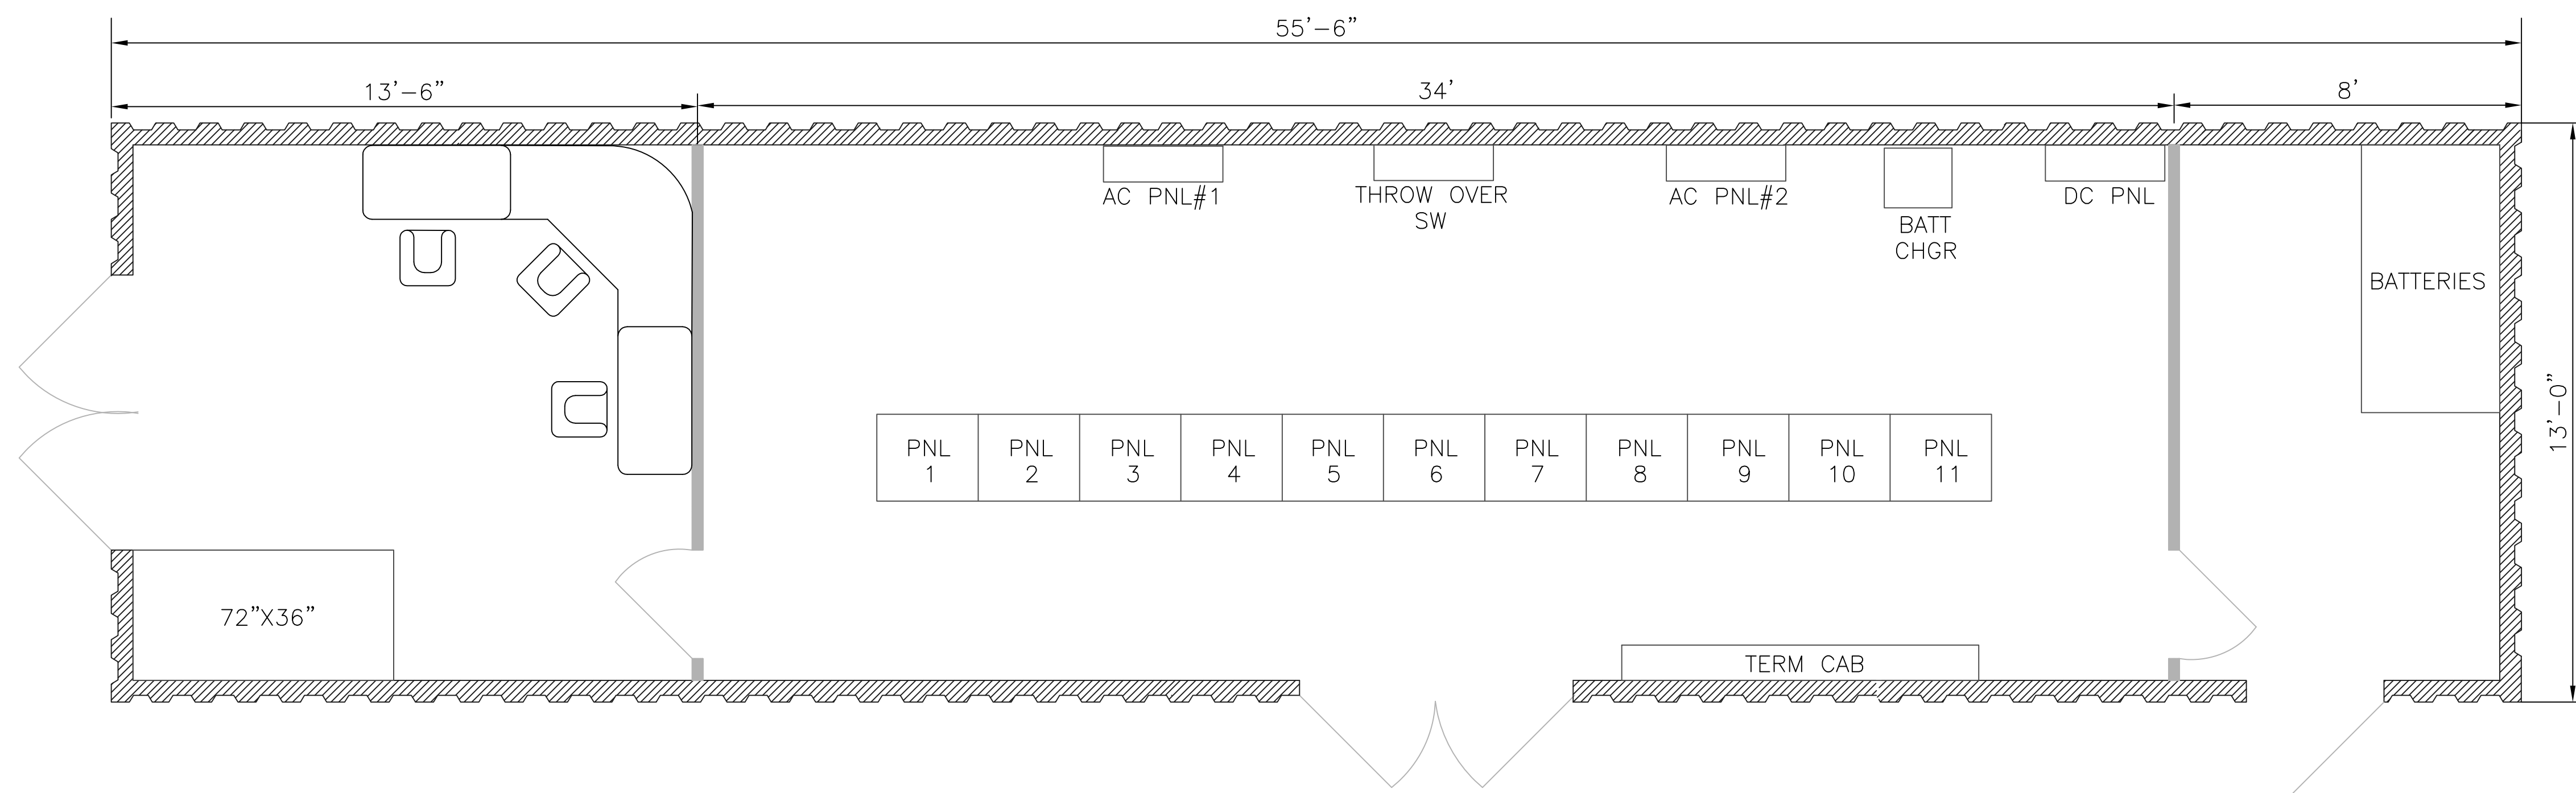 55'-6"
13'-6"
34'
8'
AC PNL#1
THROW OVER
SW
AC PNL#2
BATT
CHGR
DC PNL
BATTERIES
13'-0"
PNL
1
PNL
2
PNL
3
PNL
4
PNL
5
PNL
6
PNL
7
PNL
8
PNL
9
PNL
10
PNL
11
72"X36"
TERM CAB